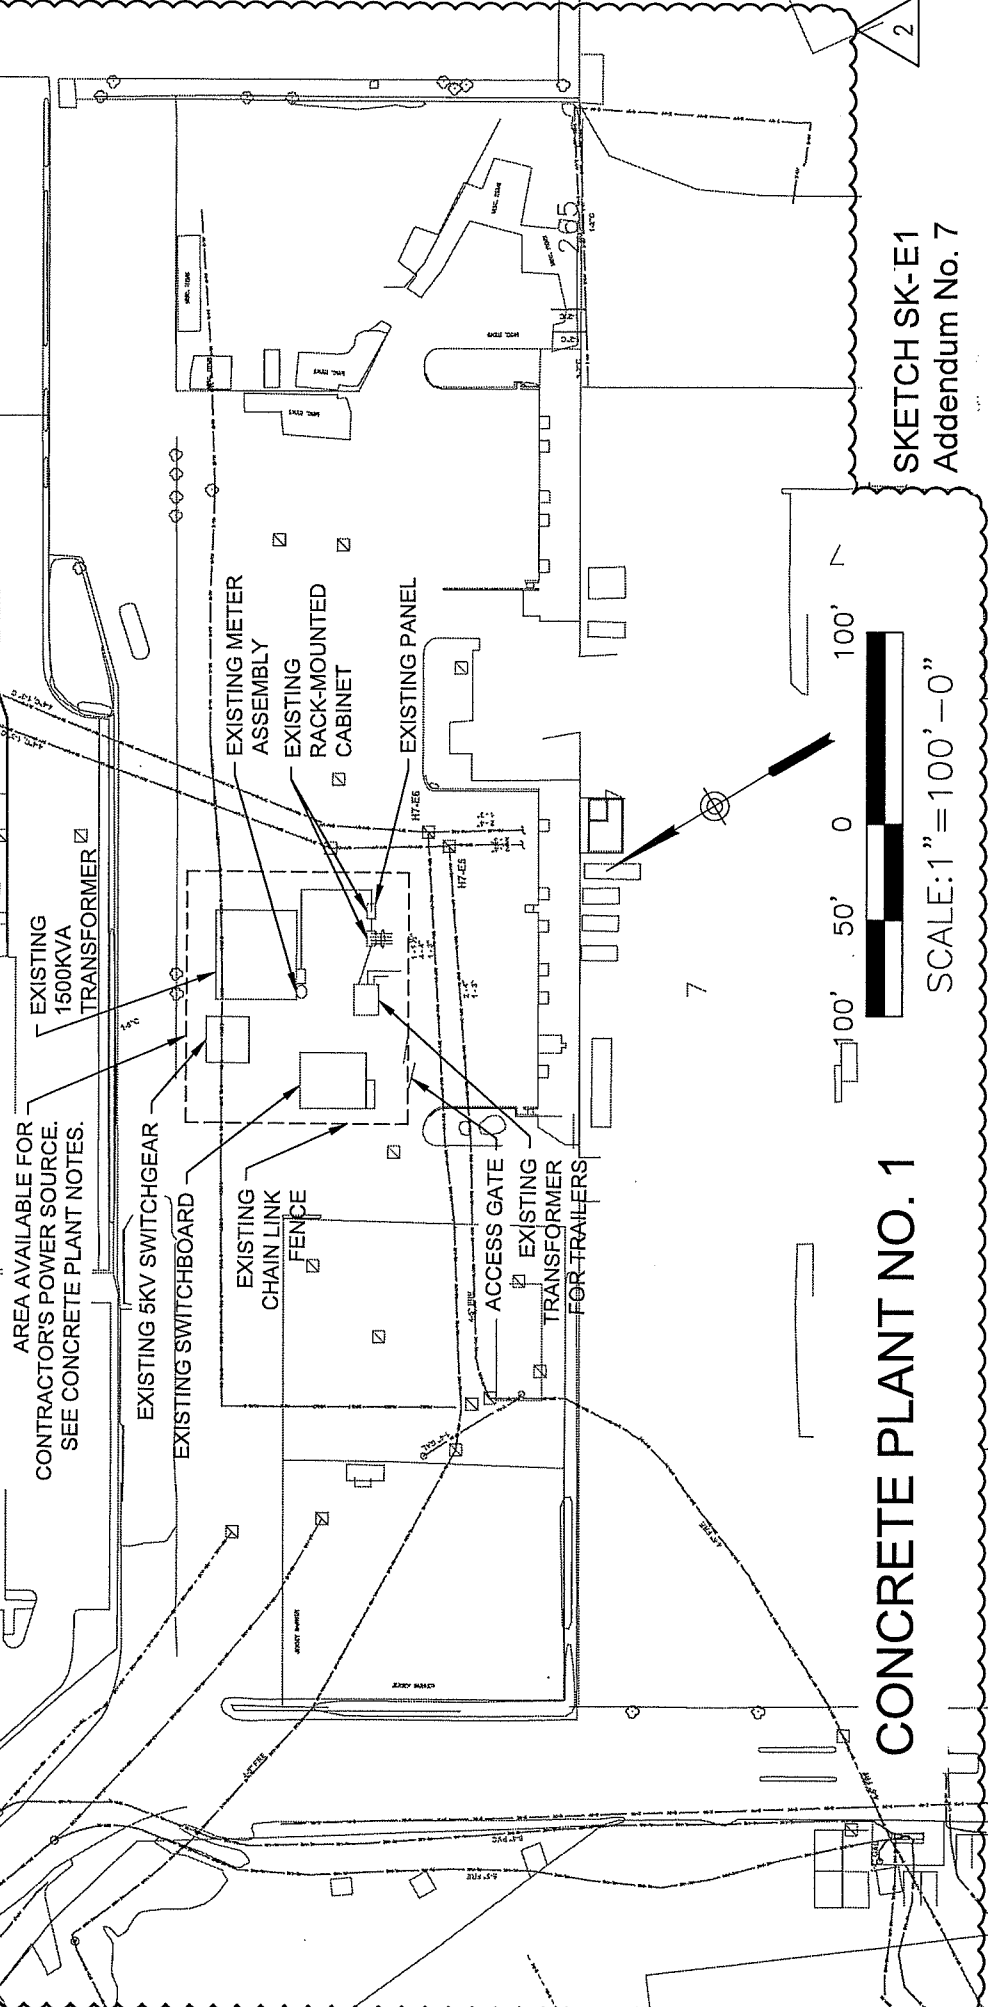 AREA AVAILABLE FOR
CONTRACTOR'S POWER SOURCE.
SEE CONCRETE PLANT NOTES.
EXISTING
1500KVA
TRANSFORMER
EXISTING 5KV SWITCHGEAR
EXISTING SWITCHBOARD
EXISTING
CHAIN LINK
FENCE
EXISTING METER
ASSEMBLY
EXISTING
RACK-MOUNTED
CABINET
EXISTING PANEL
ACCESS GATE
EXISTING
TRANSFORMER
FOR TRAILERS
H7-E6
H7-E5
265
7
100'
50'
0
100'
SCALE:1"=100'-0"
CONCRETE PLANT NO. 1
SKETCH SK-E1
Addendum No. 7
2